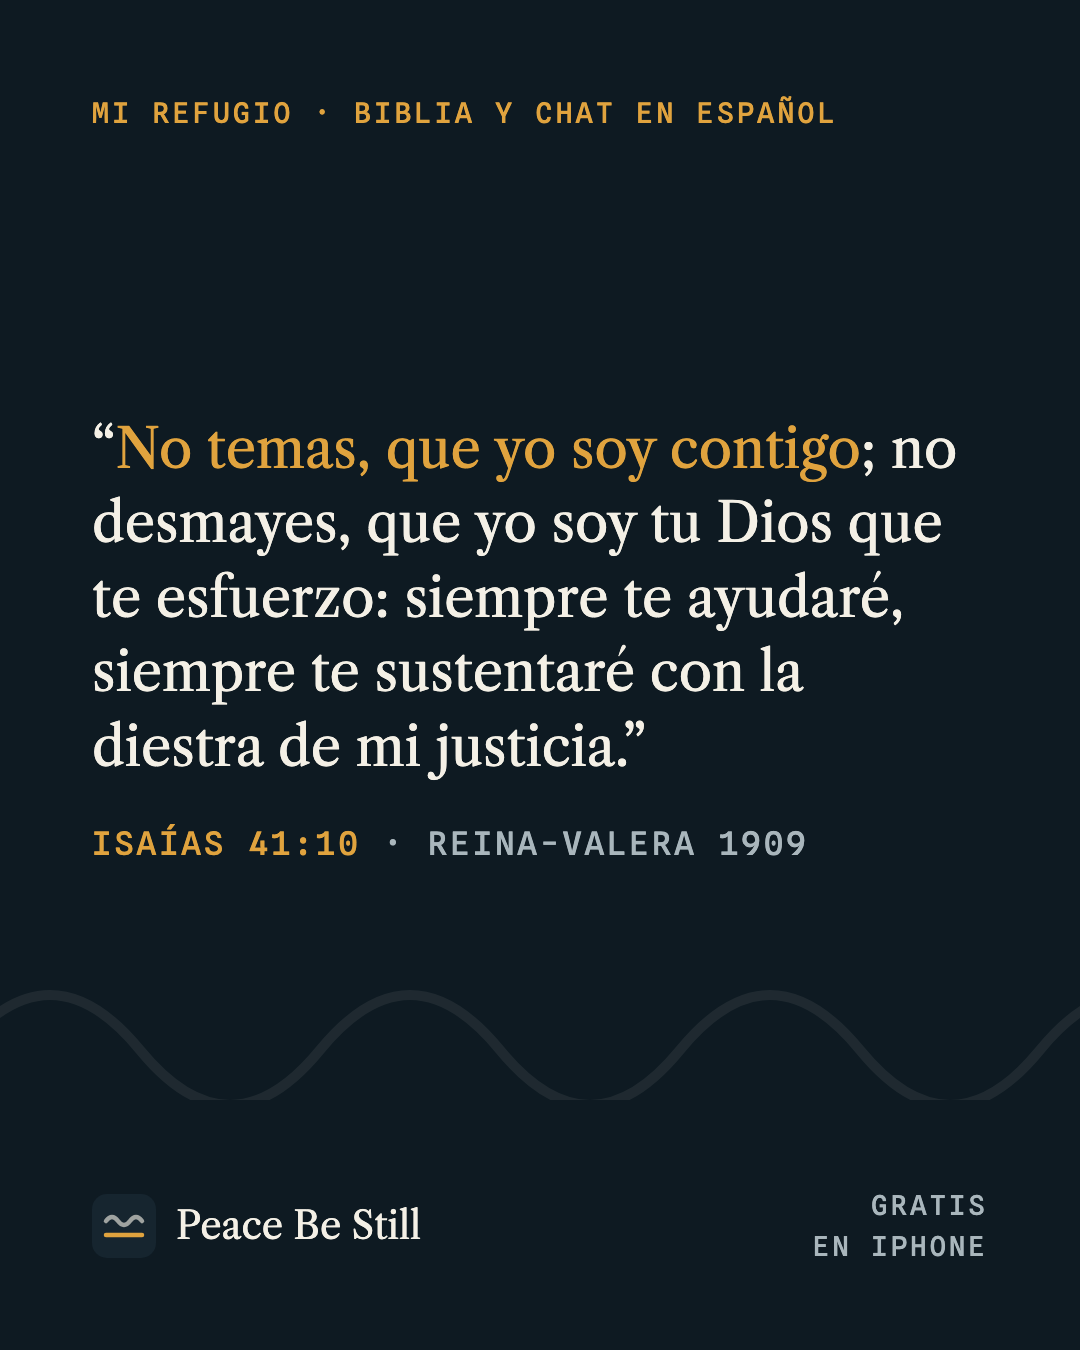 MI REFUGIO · BIBLIA Y CHAT EN ESPAÑOL
“No temas, que yo soy contigo; no
desmayes, que yo soy tu Dios que
te esfuerzo: siempre te ayudaré,
siempre te sustentaré con la
diestra de mi justicia.”
ISAÍAS 41:10 · REINA-VALERA 1909
Peace Be Still
GRATIS
EN IPHONE